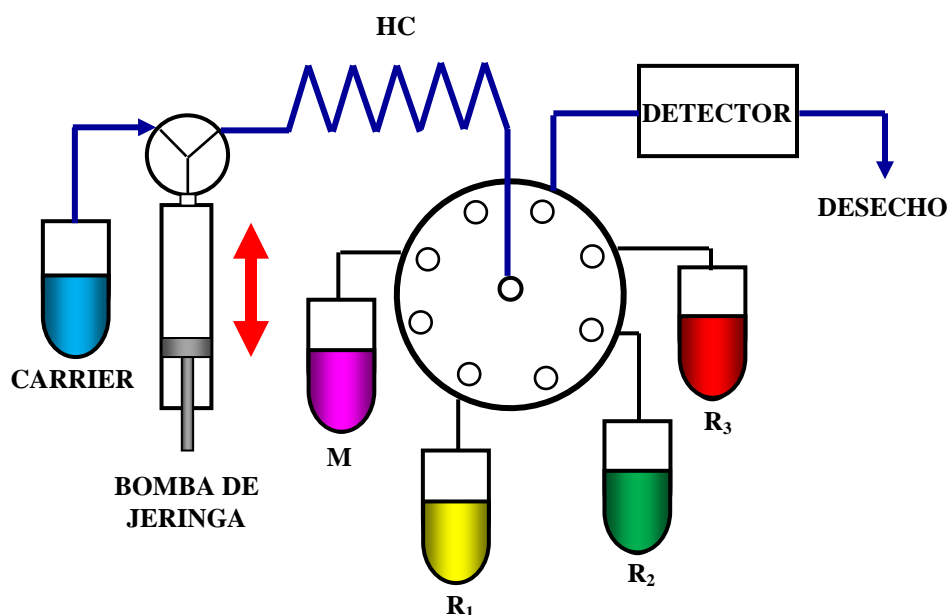 HC
DETECTOR
DESECHO
CARRIER
R₃
M
BOMBA DE
JERINGA
R₂
R₁